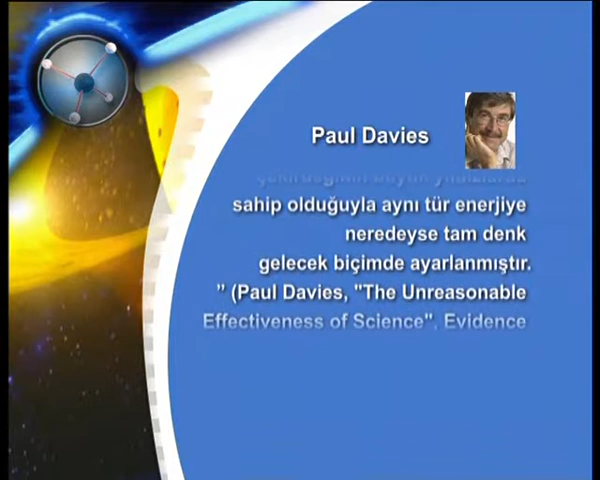 Paul Davies
sahip olduğuyla aynı tür enerjiye
neredeyse tam denk
gelecek biçimde ayarlanmıştır.
” (Paul Davies, "The Unreasonable
Effectiveness of Science", Evidence